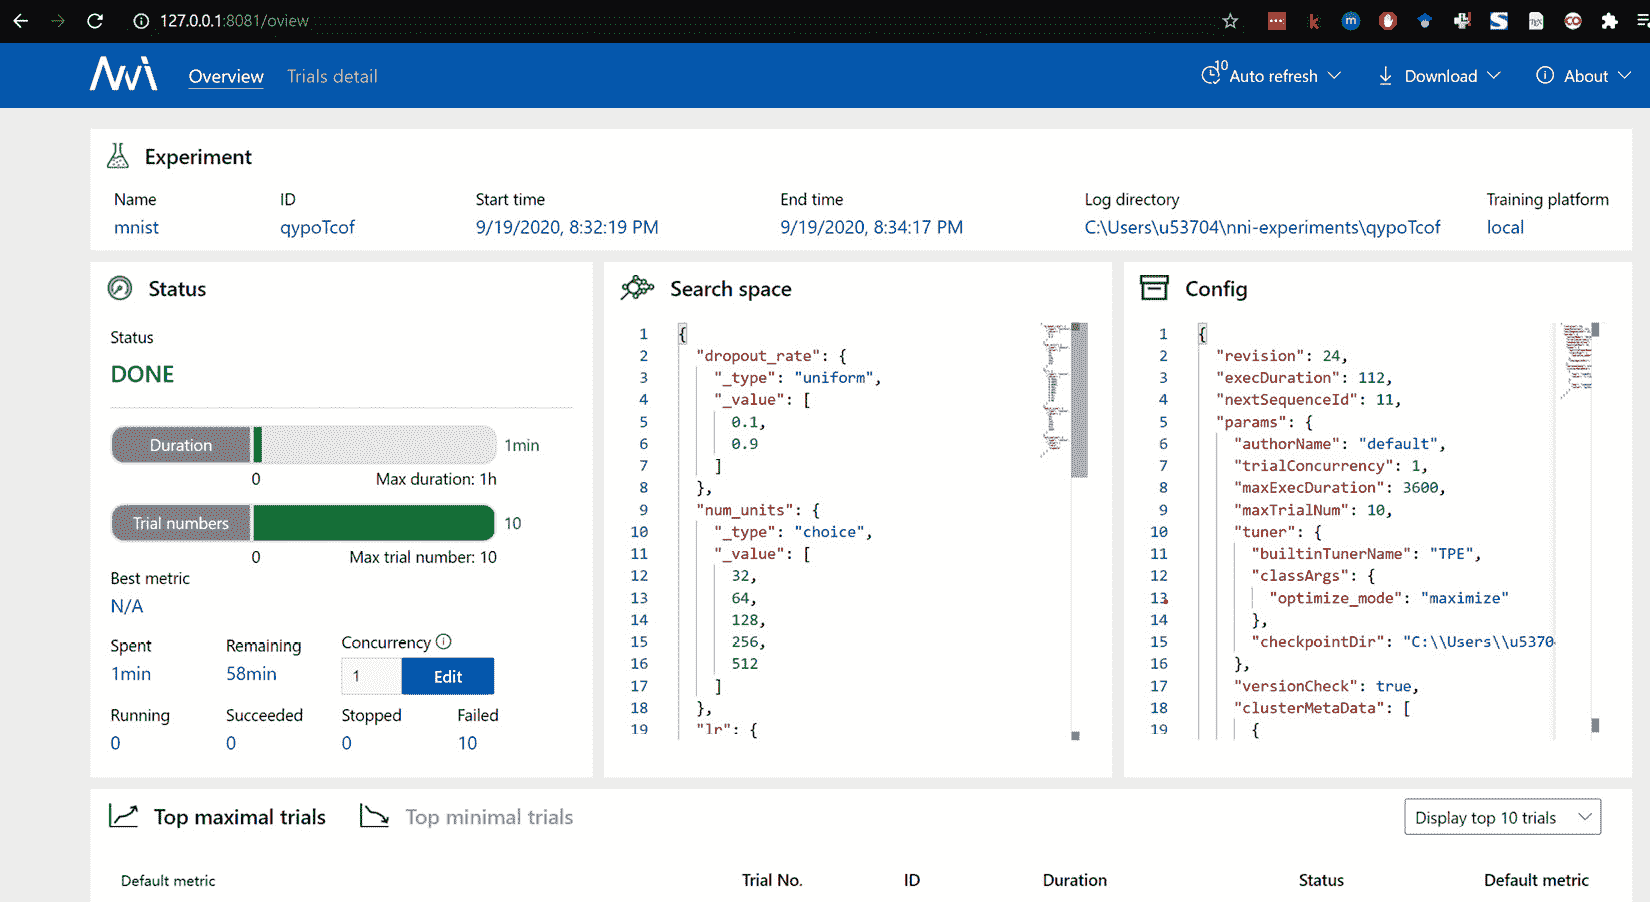 127.0.0.1:8081/oview
NNI Overview Trials detail 10 Auto refresh Download About
Experiment
Name ID Start time End time Log directory Training platform
mnist qypoTcof 9/19/2020, 8:32:19 PM 9/19/2020, 8:34:17 PM C:\Users\u53704\nni-experiments\qypoTcof local
Status
Status
DONE
Duration 1min
0 Max duration: 1h
Trial numbers 10
0 Max trial number: 10
Best metric
N/A
Spent Remaining Concurrency
1min 58min 1 Edit
Running Succeeded Stopped Failed
0 0 0 10
Search space
1 {
2 "dropout_rate": {
3 "_type": "uniform",
4 "_value": [
5 0.1,
6 0.9
7 ]
8 },
9 "num_units": {
10 "_type": "choice",
11 "_value": [
12 32,
13 64,
14 128,
15 256,
16 512
17 ]
18 },
19 "lr": {
Config
1 {
2 "revision": 24,
3 "execDuration": 112,
4 "nextSequenceId": 11,
5 "params": {
6 "authorName": "default",
7 "trialConcurrency": 1,
8 "maxExecDuration": 3600,
9 "maxTrialNum": 10,
10 "tuner": {
11 "builtinTunerName": "TPE",
12 "classArgs": {
13 "optimize_mode": "maximize"
14 },
15 "checkpointDir": "C:\\Users\\u5370
16 },
17 "versionCheck": true,
18 "clusterMetaData": [
19 {
Top maximal trials Top minimal trials Display top 10 trials
Default metric Trial No. ID Duration Status Default metric